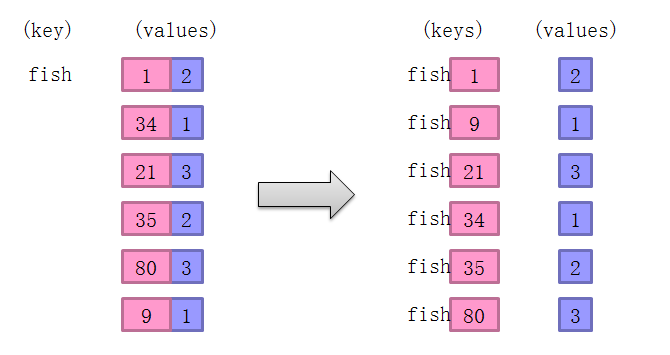 (key) (values) (keys) (values)
fish 1 2 fish 1 2
34 1 fish 9 1
21 3 fish 21 3
35 2 fish 34 1
80 3 fish 35 2
9 1 fish 80 3